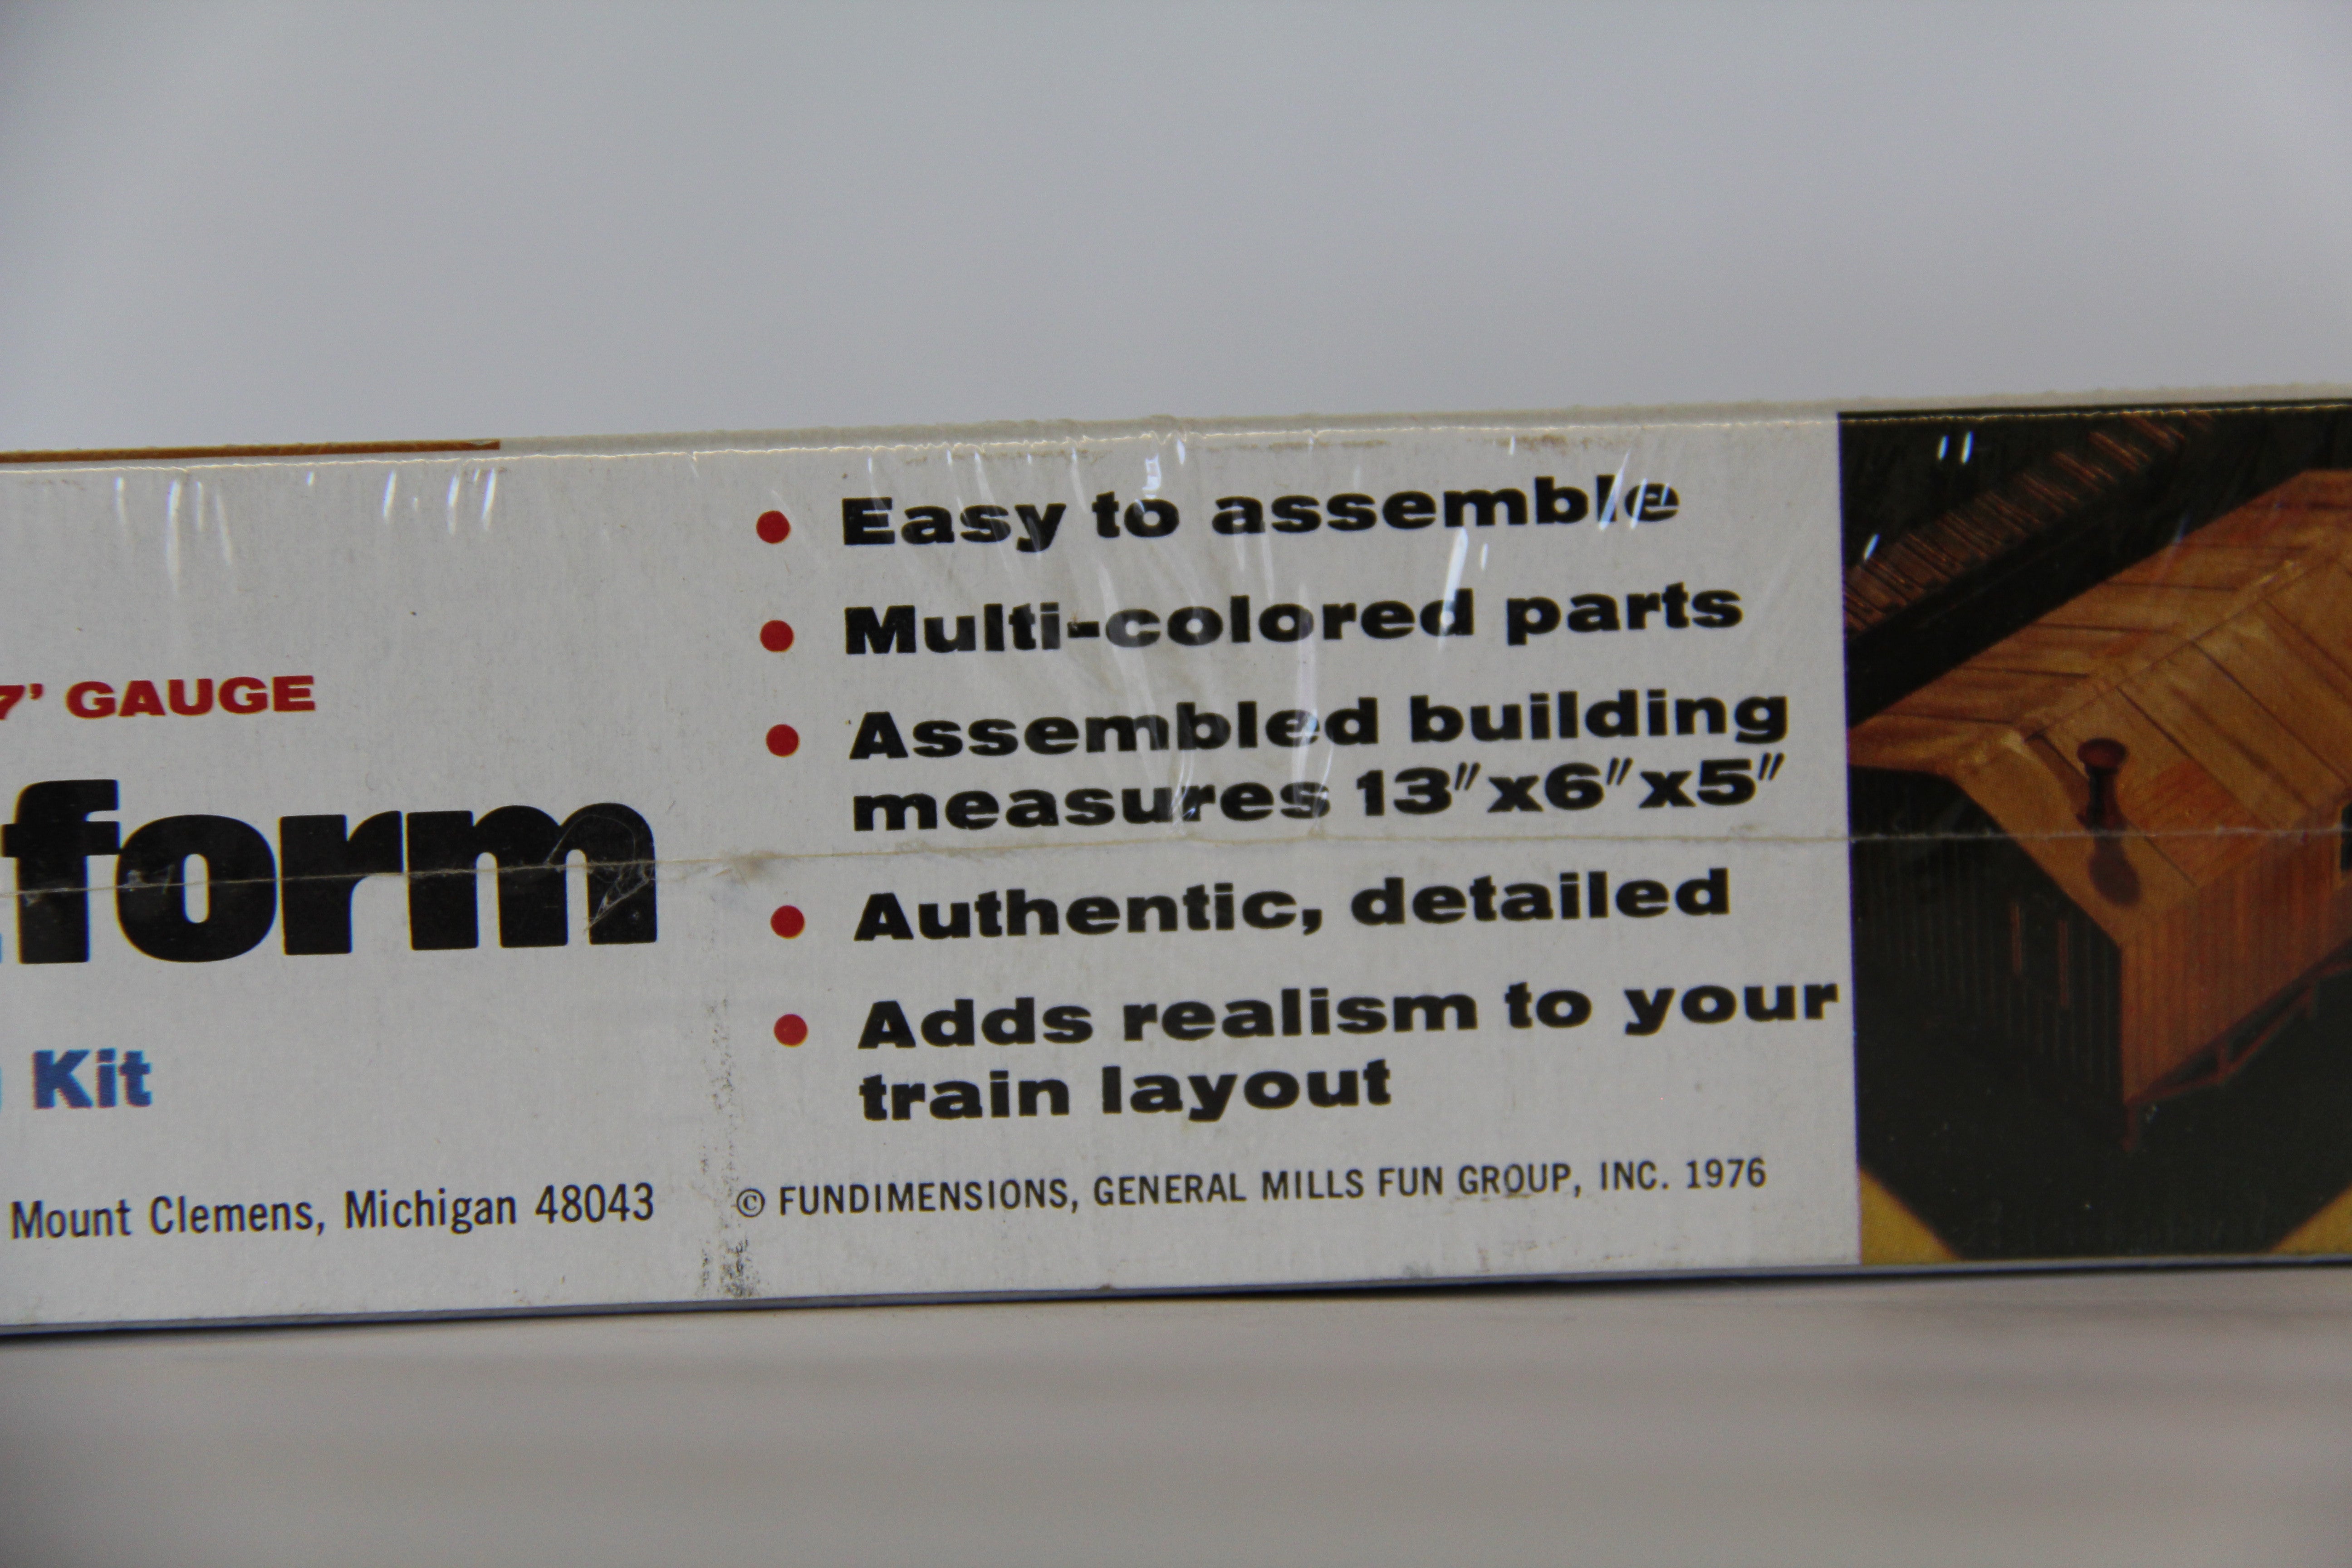 7' GAUGE
form
Kit
Mount Clemens, Michigan 48043
• Easy to assemble
• Multi-colored parts
• Assembled building
measures 13"x6"x5"
• Authentic, detailed
• Adds realism to your
train layout
© FUNDIMENSIONS, GENERAL MILLS FUN GROUP, INC. 1976